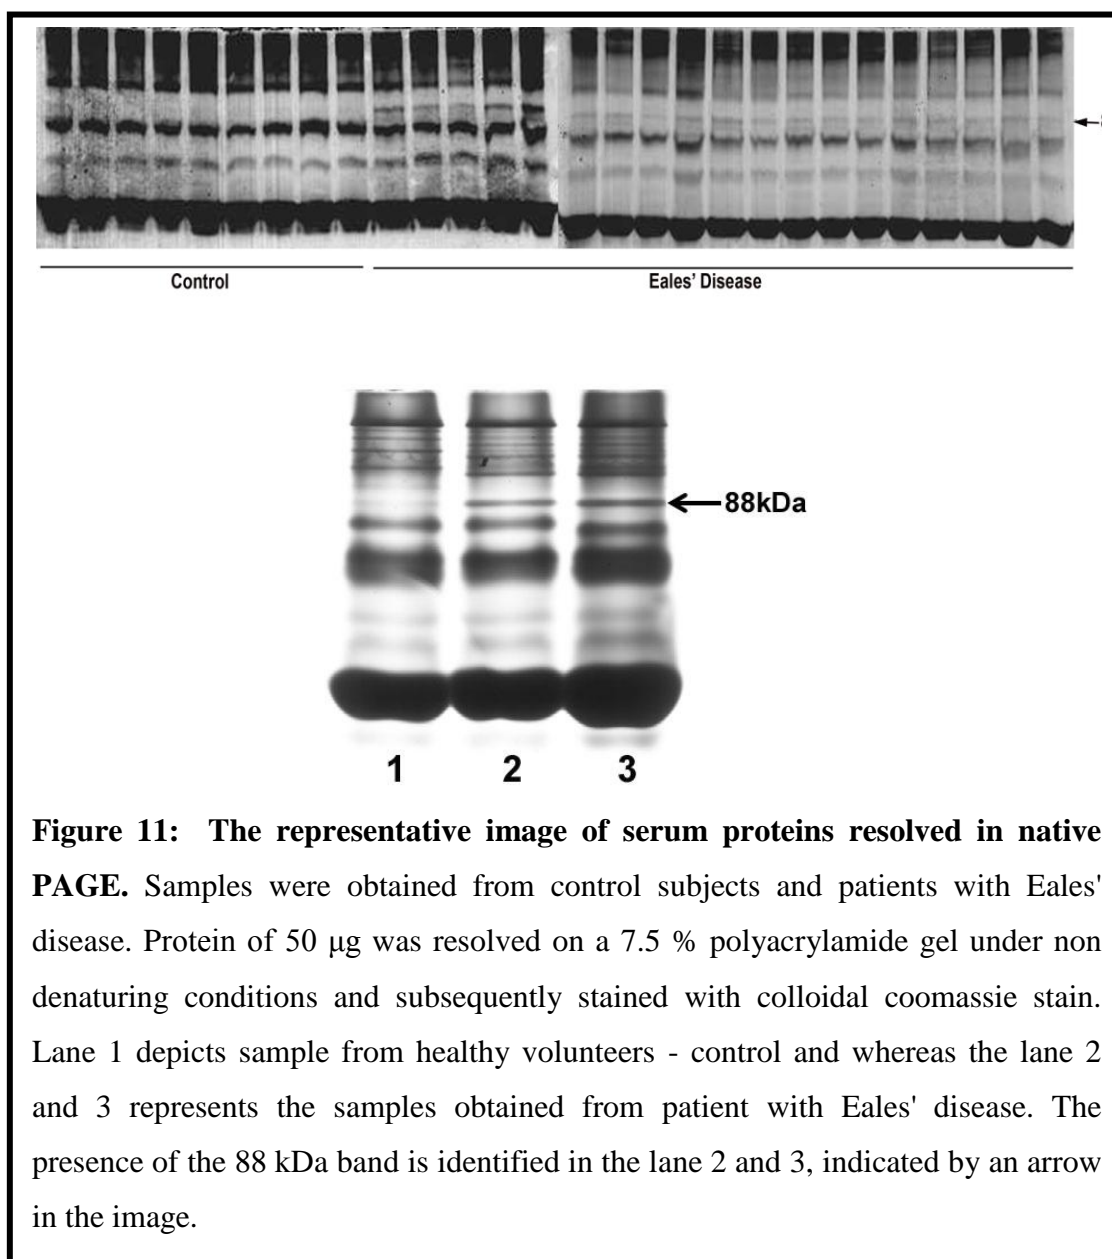 Control
Eales' Disease
88kDa
1 2 3
Figure 11: The representative image of serum proteins resolved in native
PAGE. Samples were obtained from control subjects and patients with Eales'
disease. Protein of 50 μg was resolved on a 7.5 % polyacrylamide gel under non
denaturing conditions and subsequently stained with colloidal coomassie stain.
Lane 1 depicts sample from healthy volunteers - control and whereas the lane 2
and 3 represents the samples obtained from patient with Eales' disease. The
presence of the 88 kDa band is identified in the lane 2 and 3, indicated by an arrow
in the image.